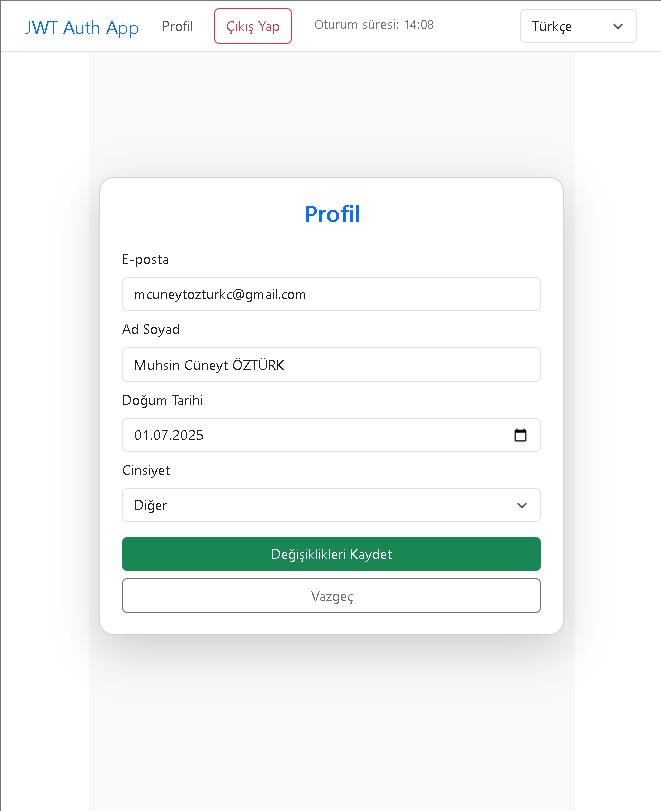 JWT Auth App Profil Çıkış Yap Oturum süresi: 14:08 Türkçe
Profil
E-posta
mcuneytozturkc@gmail.com
Ad Soyad
Muhsin Cüneyt ÖZTÜRK
Doğum Tarihi
01.07.2025
Cinsiyet
Diğer
Değişiklikleri Kaydet
Vazgeç